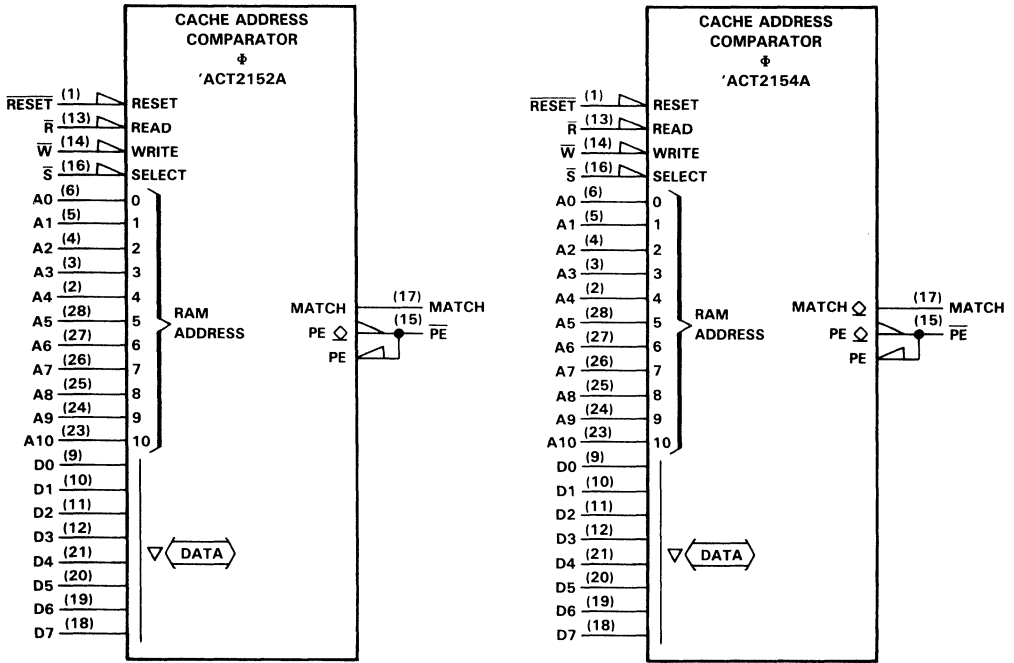 CACHE ADDRESS
COMPARATOR
Φ
'ACT2152A
RESET (1) RESET
R (13) READ
W (14) WRITE
S (16) SELECT
A0 (6) 0
A1 (5) 1
A2 (4) 2
A3 (3) 3
A4 (2) 4
A5 (28) 5
A6 (27) 6
A7 (26) 7
A8 (25) 8
A9 (24) 9
A10 (23) 10
RAM
ADDRESS
D0 (9)
D1 (10)
D2 (11)
D3 (12)
D4 (21)
D5 (20)
D6 (19)
D7 (18)
DATA
MATCH (17) MATCH
PE (15) PE
PE
CACHE ADDRESS
COMPARATOR
Φ
'ACT2154A
RESET (1) RESET
R (13) READ
W (14) WRITE
S (16) SELECT
A0 (6) 0
A1 (5) 1
A2 (4) 2
A3 (3) 3
A4 (2) 4
A5 (28) 5
A6 (27) 6
A7 (26) 7
A8 (25) 8
A9 (24) 9
A10 (23) 10
RAM
ADDRESS
D0 (9)
D1 (10)
D2 (11)
D3 (12)
D4 (21)
D5 (20)
D6 (19)
D7 (18)
DATA
MATCH (17) MATCH
PE (15) PE
PE